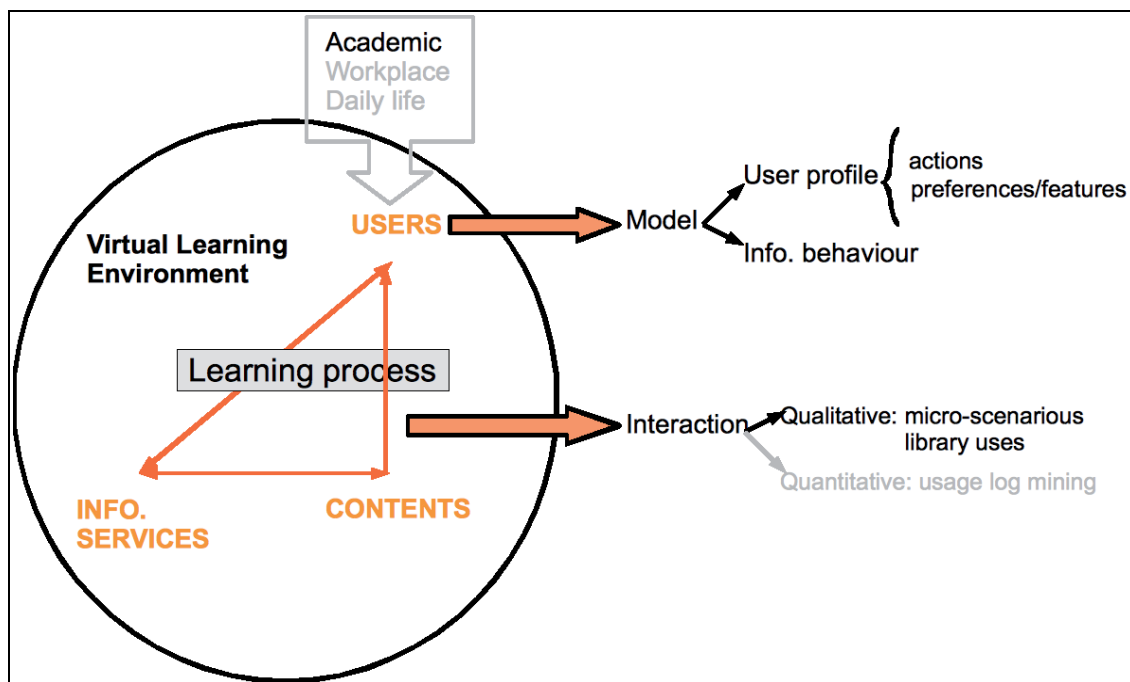 Academic
Workplace
Daily life
USERS
Virtual Learning
Environment
Learning process
INFO.
SERVICES
CONTENTS
Model
User profile
actions
preferences/features
Info. behaviour
Interaction
Qualitative: micro-scenarious
library uses
Quantitative: usage log mining